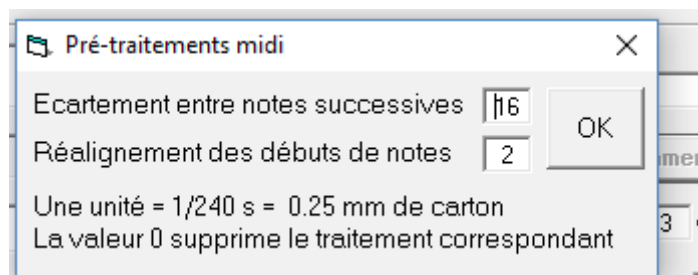 Pré-traitements midi
Ecartement entre notes successives 16
OK
Réalignement des débuts de notes 2
Une unité = 1/240 s = 0.25 mm de carton
La valeur 0 supprime le traitement correspondant
3